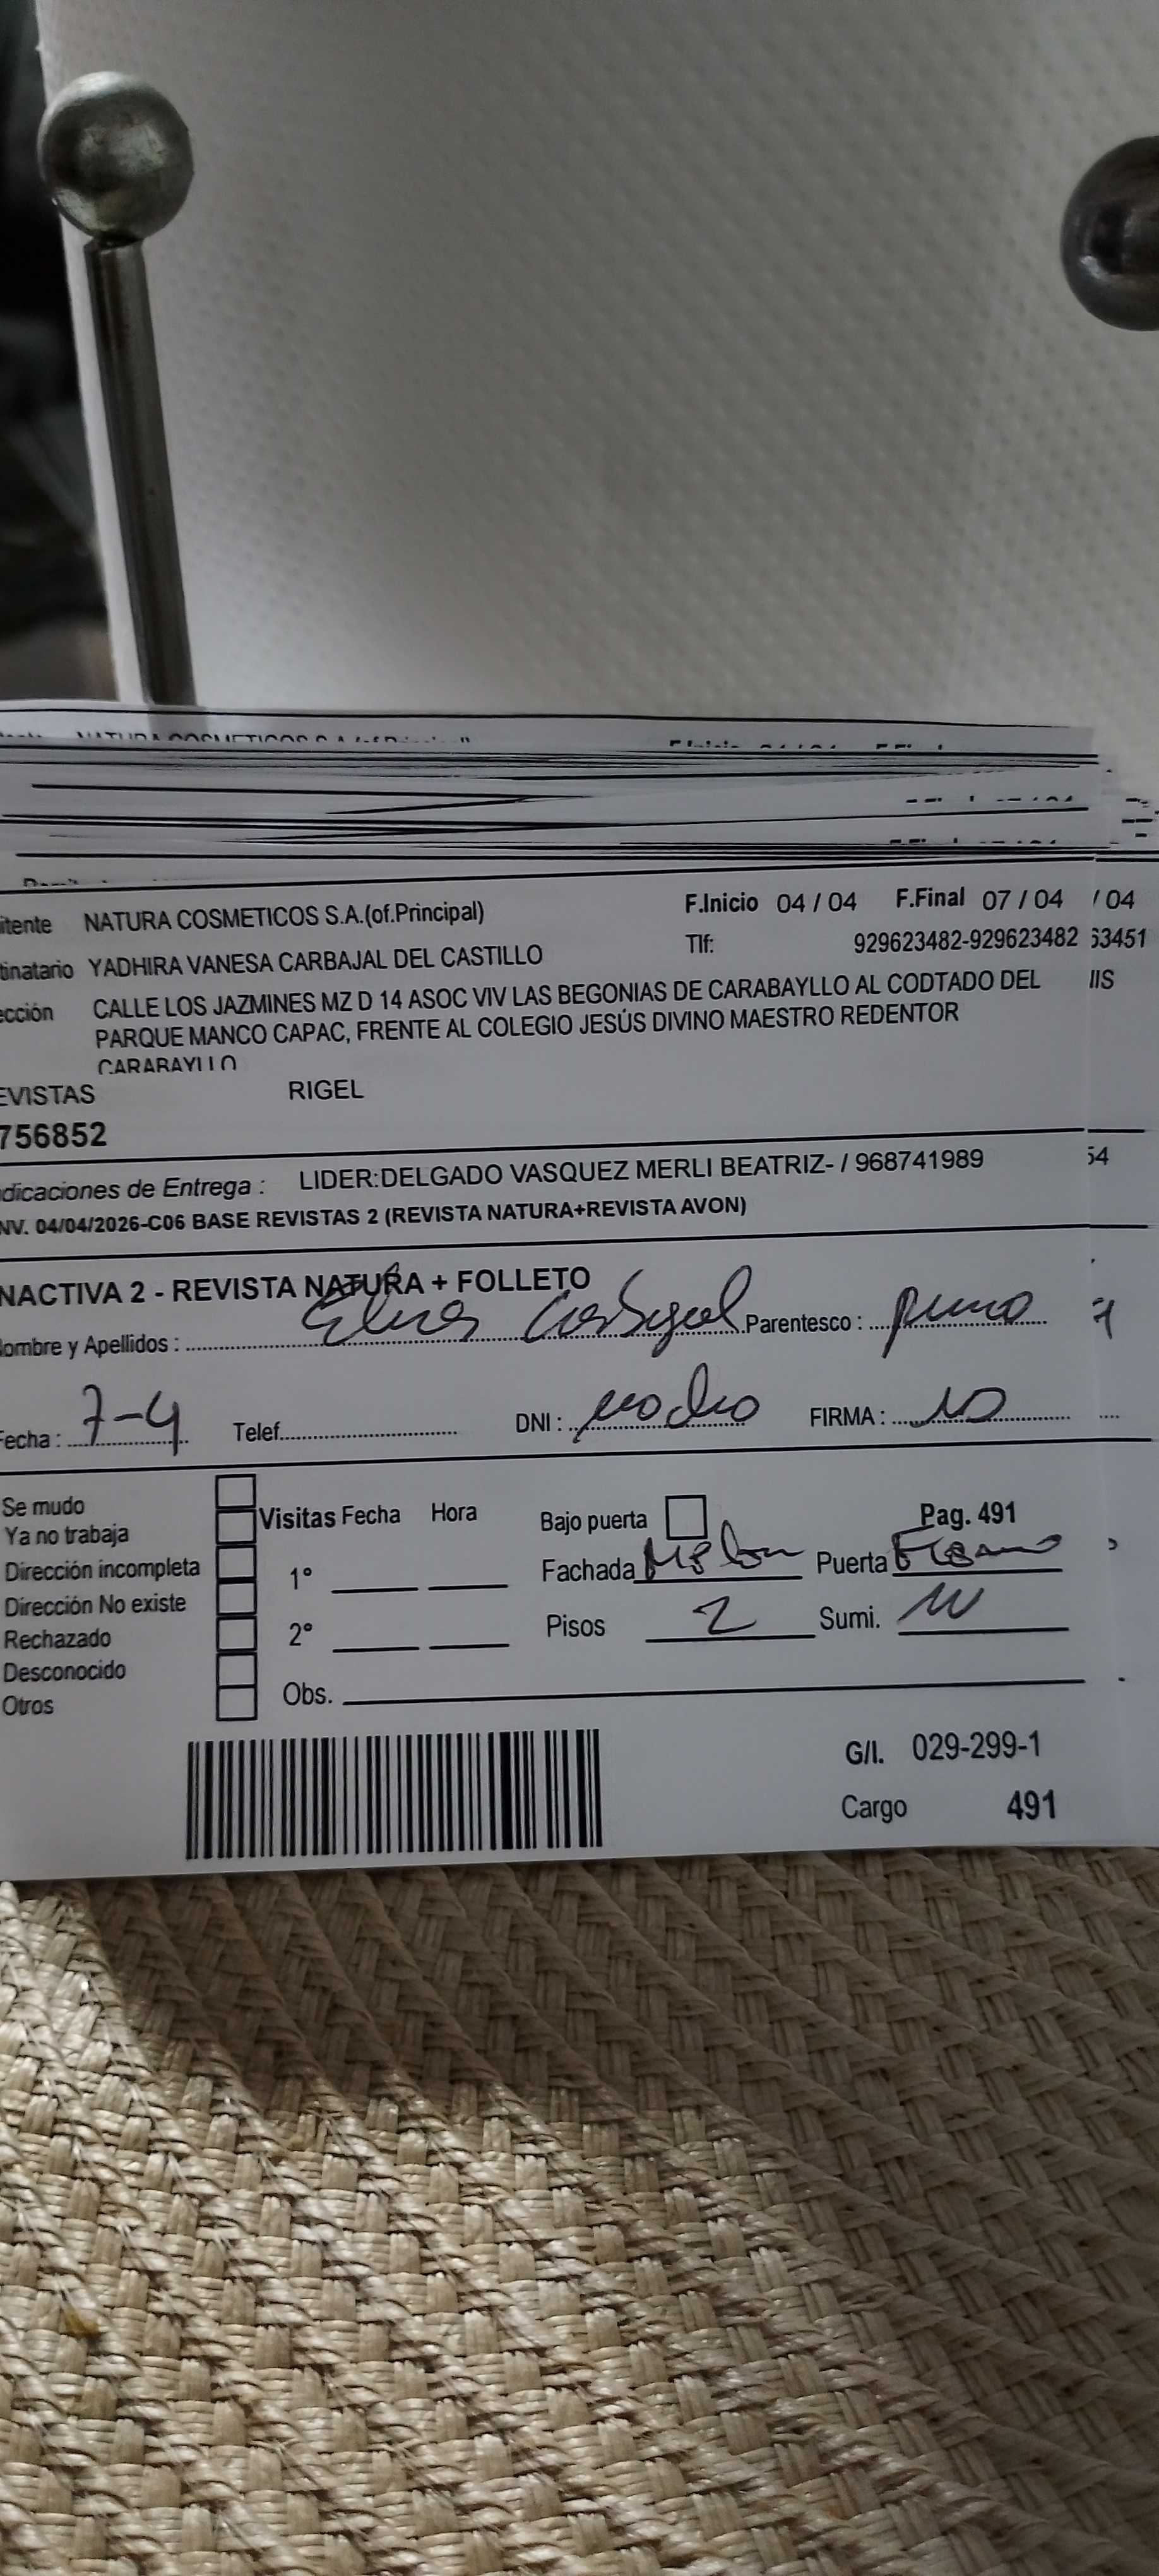 itente NATURA COSMETICOS S.A.(of.Principal) F.Inicio 04 / 04 F.Final 07 / 04 / 04
tinatario YADHIRA VANESA CARBAJAL DEL CASTILLO Tlf: 929623482-929623482 63451
ección CALLE LOS JAZMINES MZ D 14 ASOC VIV LAS BEGONIAS DE CARABAYLLO AL CODTADO DEL
PARQUE MANCO CAPAC, FRENTE AL COLEGIO JESÚS DIVINO MAESTRO REDENTOR
CARABAYLLO
EVISTAS RIGEL
756852
dicaciones de Entrega : LIDER:DELGADO VASQUEZ MERLI BEATRIZ- / 968741989 54
NV. 04/04/2026-C06 BASE REVISTAS 2 (REVISTA NATURA+REVISTA AVON)
NACTIVA 2 - REVISTA NATURA + FOLLETO
ombre y Apellidos : Carbajal Parentesco :
Fecha : 7-4 Telef. DNI : FIRMA :
Se mudo
Ya no trabaja
Dirección incompleta
Dirección No existe
Rechazado
Desconocido
Otros
Visitas Fecha Hora
1°
2°
Obs.
Bajo puerta Pag. 491
Fachada Puerta
Pisos 2 Sumi.
G/I. 029-299-1
Cargo 491